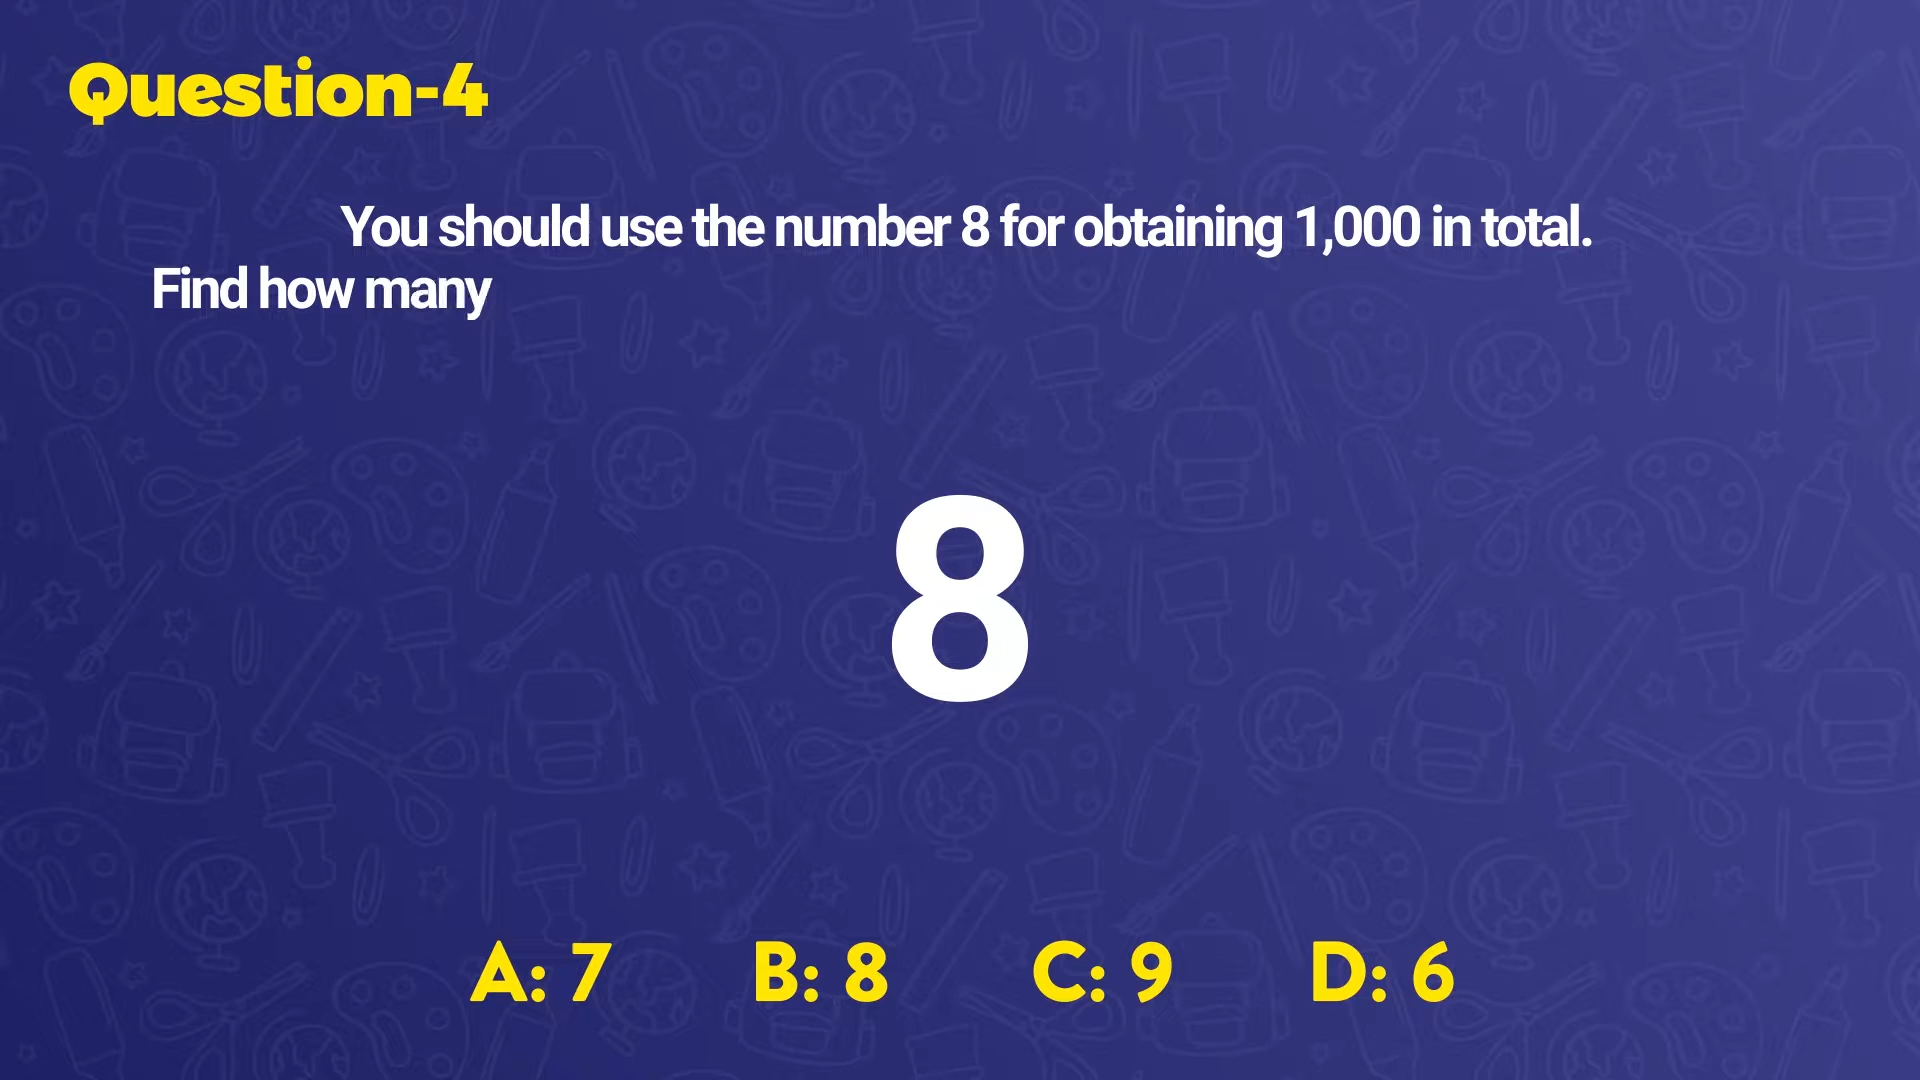 Question-4
You should use the number 8 for obtaining 1,000 in total.
Find how many
8
A: 7 B: 8 C: 9 D: 6